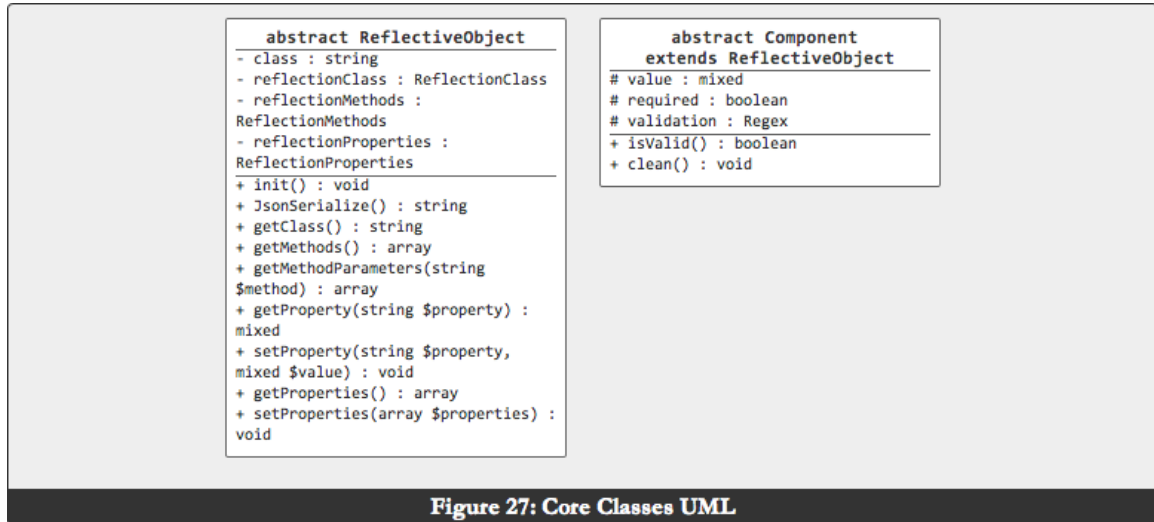 abstract ReflectiveObject
- class : string
- reflectionClass : ReflectionClass
- reflectionMethods :
ReflectionMethods
- reflectionProperties :
ReflectionProperties
+ init() : void
+ JsonSerialize() : string
+ getClass() : string
+ getMethods() : array
+ getMethodParameters(string
$method) : array
+ getProperty(string $property) :
mixed
+ setProperty(string $property,
mixed $value) : void
+ getProperties() : array
+ setProperties(array $properties) :
void
abstract Component
extends ReflectiveObject
# value : mixed
# required : boolean
# validation : Regex
+ isValid() : boolean
+ clean() : void
Figure 27: Core Classes UML